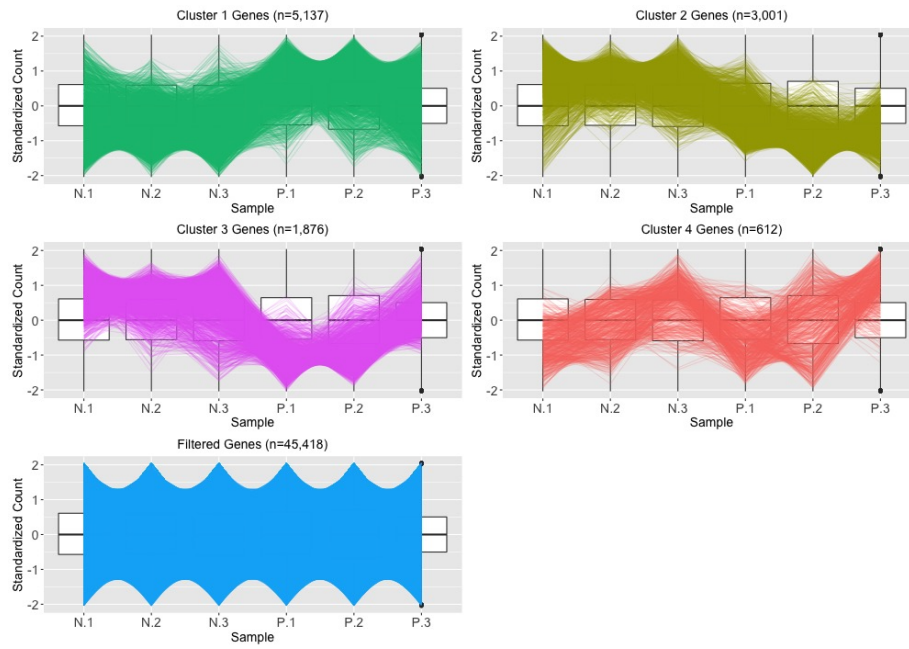 Cluster 1 Genes (n=5,137)
Standardized Count
2
1
0
-1
-2
N.1 N.2 N.3 P.1 P.2 P.3
Sample
Cluster 2 Genes (n=3,001)
Standardized Count
2
1
0
-1
-2
N.1 N.2 N.3 P.1 P.2 P.3
Sample
Cluster 3 Genes (n=1,876)
Standardized Count
2
1
0
-1
-2
N.1 N.2 N.3 P.1 P.2 P.3
Sample
Cluster 4 Genes (n=612)
Standardized Count
2
1
0
-1
-2
N.1 N.2 N.3 P.1 P.2 P.3
Sample
Filtered Genes (n=45,418)
Standardized Count
2
1
0
-1
-2
N.1 N.2 N.3 P.1 P.2 P.3
Sample